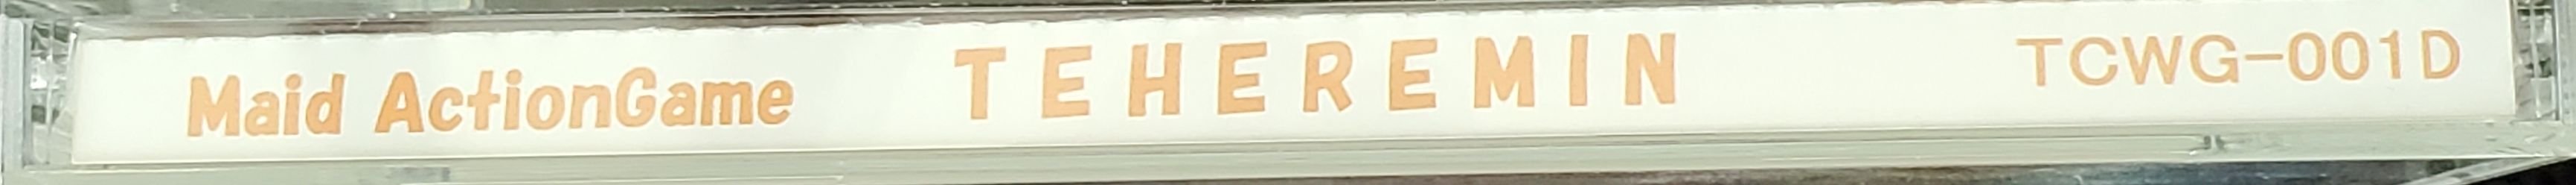 Maid ActionGame TEHEREMIN TCWG-001D